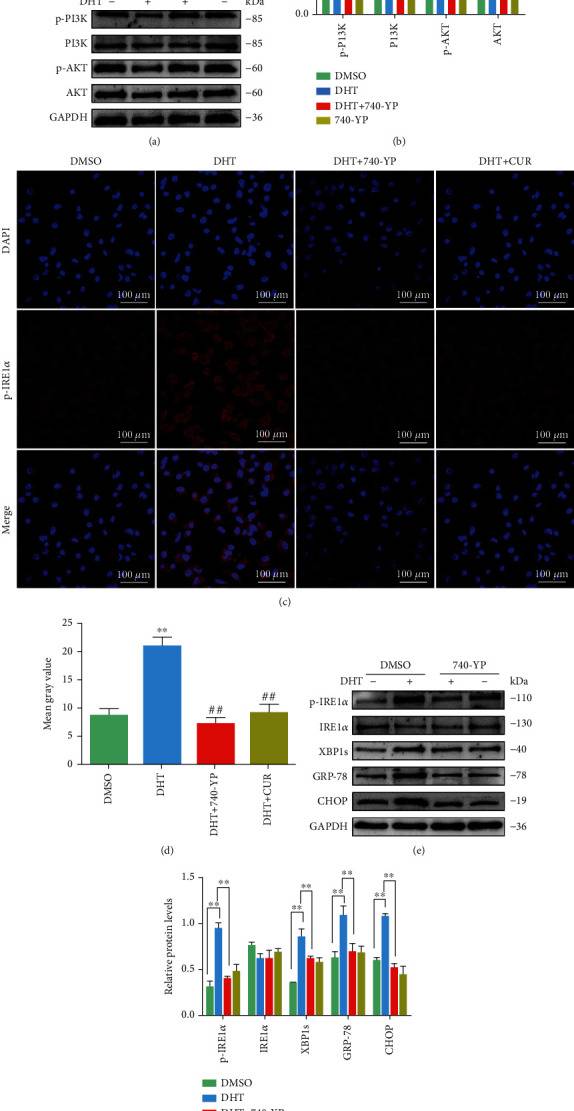 DHT – + + – kDa
p-PI3K –85
PI3K –85
p-AKT –60
AKT –60
GAPDH –36
(a)
0.0
p-P13K P13K p-AKT AKT
DMSO
DHT
DHT+740-YP
740-YP
(b)
DMSO DHT DHT+740-YP DHT+CUR
DAPI
100 μm 100 μm 100 μm 100 μm
p-IRE1α
100 μm 100 μm 100 μm 100 μm
Merge
100 μm 100 μm 100 μm 100 μm
(c)
Mean gray value
25
20
15
10
5
0
**
##
##
DMSO DHT DHT+740-YP DHT+CUR
(d)
DMSO 740-YP
DHT – + + – kDa
p-IRE1α –110
IRE1α –130
XBP1s –40
GRP-78 –78
CHOP –19
GAPDH –36
(e)
Relative protein levels
1.5
1.0
0.5
0.0
** ** ** ** ** ** ** **
p-IRE1α IRE1α XBP1s GRP-78 CHOP
DMSO
DHT
DHT+740-YP